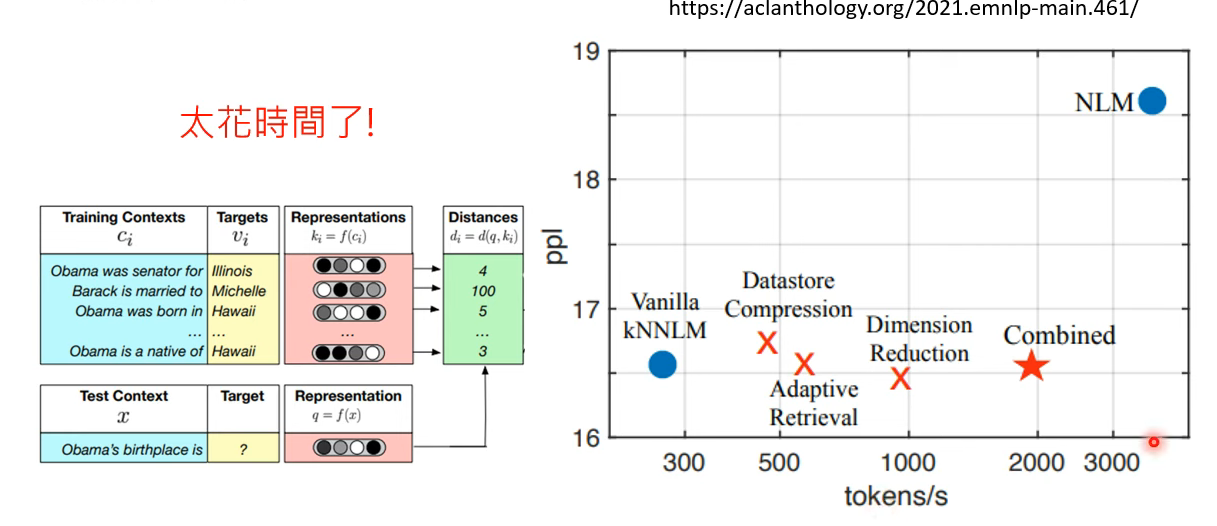 https://aclanthology.org/2021.emnlp-main.461/
太花時間了!
Training Contexts
c_i
Targets
v_i
Representations
k_i = f(c_i)
Distances
d_i = d(q, k_i)
Obama was senator for
Illinois
4
Barack is married to
Michelle
100
Obama was born in
Hawaii
5
...
...
...
...
Obama is a native of
Hawaii
3
Test Context
x
Target
Representation
q = f(x)
Obama's birthplace is
?
19
18
17
16
ppl
NLM
Vanilla
kNNLM
Datastore
Compression
Adaptive
Retrieval
Dimension
Reduction
Combined
300
500
1000
2000
3000
tokens/s